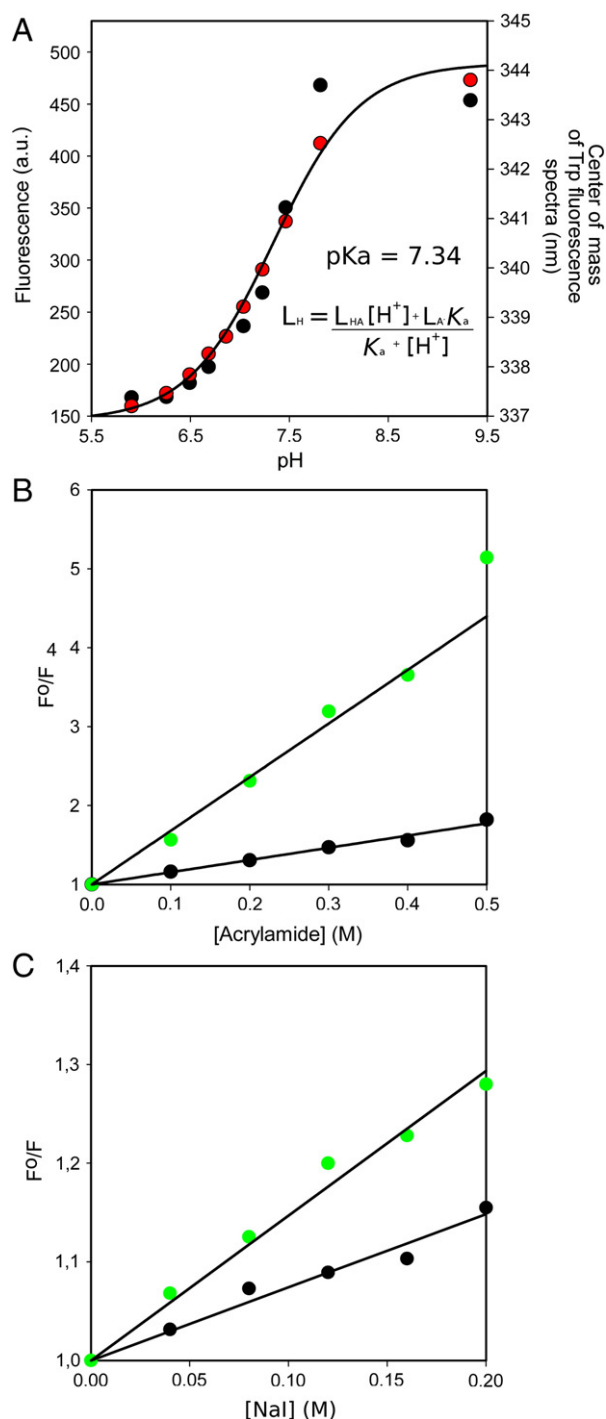 A
500
450
400
350
300
250
200
150
Fluorescence (a.u.)
5.5 6.5 7.5 8.5 9.5
pH
345
344
343
342
341
340
339
338
337
Center of mass
of Trp fluorescence
spectra (nm)
pKa = 7.34
L_H = L_HA [H⁺] + L_A- K_a
K_a + [H⁺]
B
6
5
4
3
2
1
F⁰/F 4
0.0 0.1 0.2 0.3 0.4 0.5
[Acrylamide] (M)
C
1,4
1,3
1,2
1,1
1,0
F⁰/F
0.00 0.05 0.10 0.15 0.20
[NaI] (M)